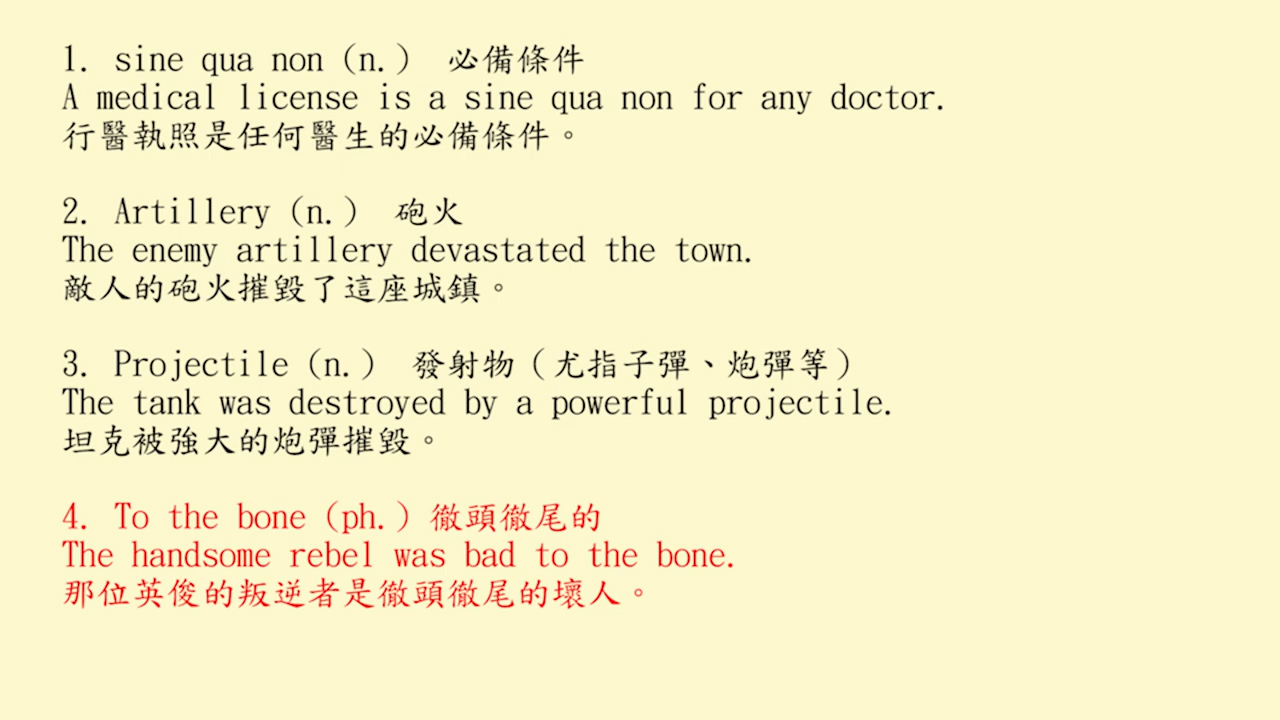 1. sine qua non (n.) 必備條件
A medical license is a sine qua non for any doctor.
行醫執照是任何醫生的必備條件。
2. Artillery (n.) 砲火
The enemy artillery devastated the town.
敵人的砲火摧毀了這座城鎮。
3. Projectile (n.) 發射物（尤指子彈、炮彈等）
The tank was destroyed by a powerful projectile.
坦克被強大的炮彈摧毀。
4. To the bone (ph.) 徹頭徹尾的
The handsome rebel was bad to the bone.
那位英俊的叛逆者是徹頭徹尾的壞人。